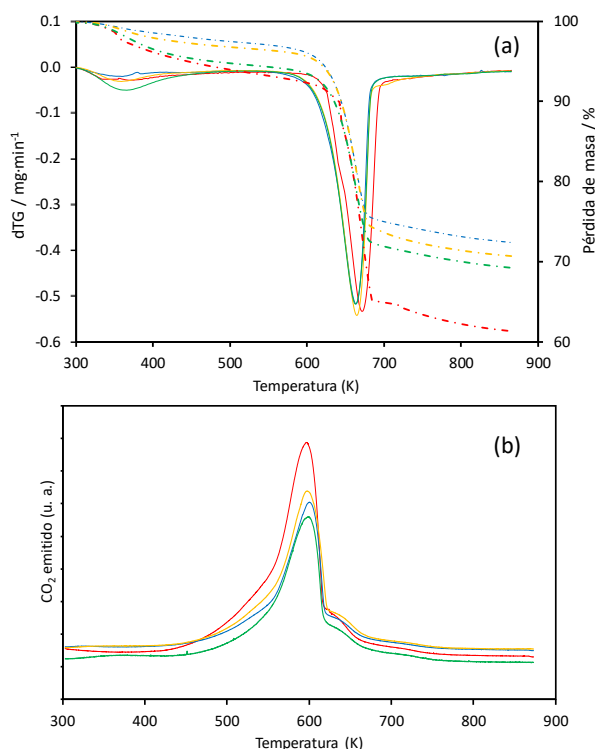 (a)
dTG / mg·min⁻¹
0.1
0.0
-0.1
-0.2
-0.3
-0.4
-0.5
-0.6
100
90
80
70
60
Pérdida de masa / %
300 400 500 600 700 800 900
Temperatura (K)
(b)
CO₂ emitido (u. a.)
300 400 500 600 700 800 900
Temperatura (K)